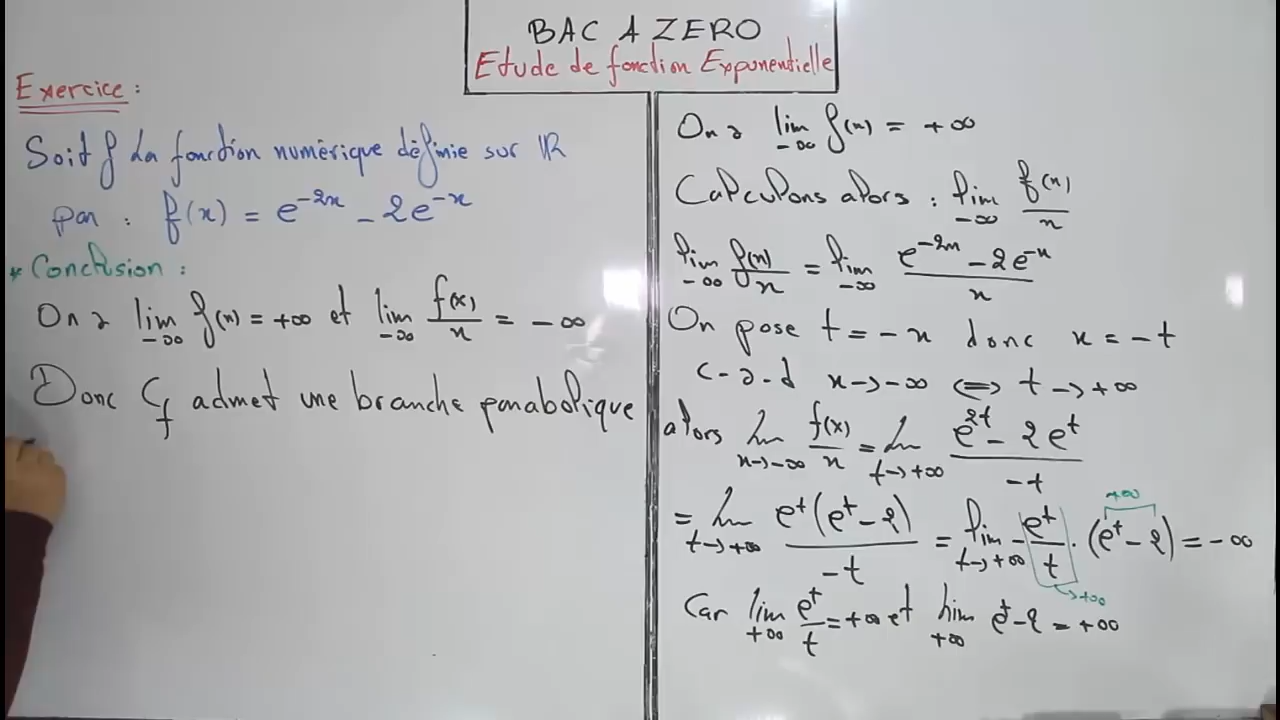 BAC A ZERO
Etude de fonction Exponentielle
Exercice :
Soit f la fonction numérique définie sur ℝ
par : f(x) = e^{-2x} - 2e^{-x}
* Conclusion :
On a lim_{-∞} f(x) = +∞ et lim_{-∞} f(x)/x = -∞
Donc C_f admet une branche parabolique
On a lim_{-∞} f(x) = +∞
Calculons alors : lim_{-∞} f(x)/x
lim_{-∞} f(x)/x = lim_{-∞} (e^{-2x} - 2e^{-x})/x
On pose t = -x donc x = -t
c-a-d x → -∞ ⟺ t → +∞
alors lim_{x→-∞} f(x)/x = lim_{t→+∞} (e^{2t} - 2e^t)/(-t)
= lim_{t→+∞} e^t(e^t - 2)/(-t) = lim_{t→+∞} - e^t/t · (e^t - 2) = -∞
+∞
→ +∞
Car lim_{+∞} e^t/t = +∞ et lim_{+∞} e^t - 2 = +∞